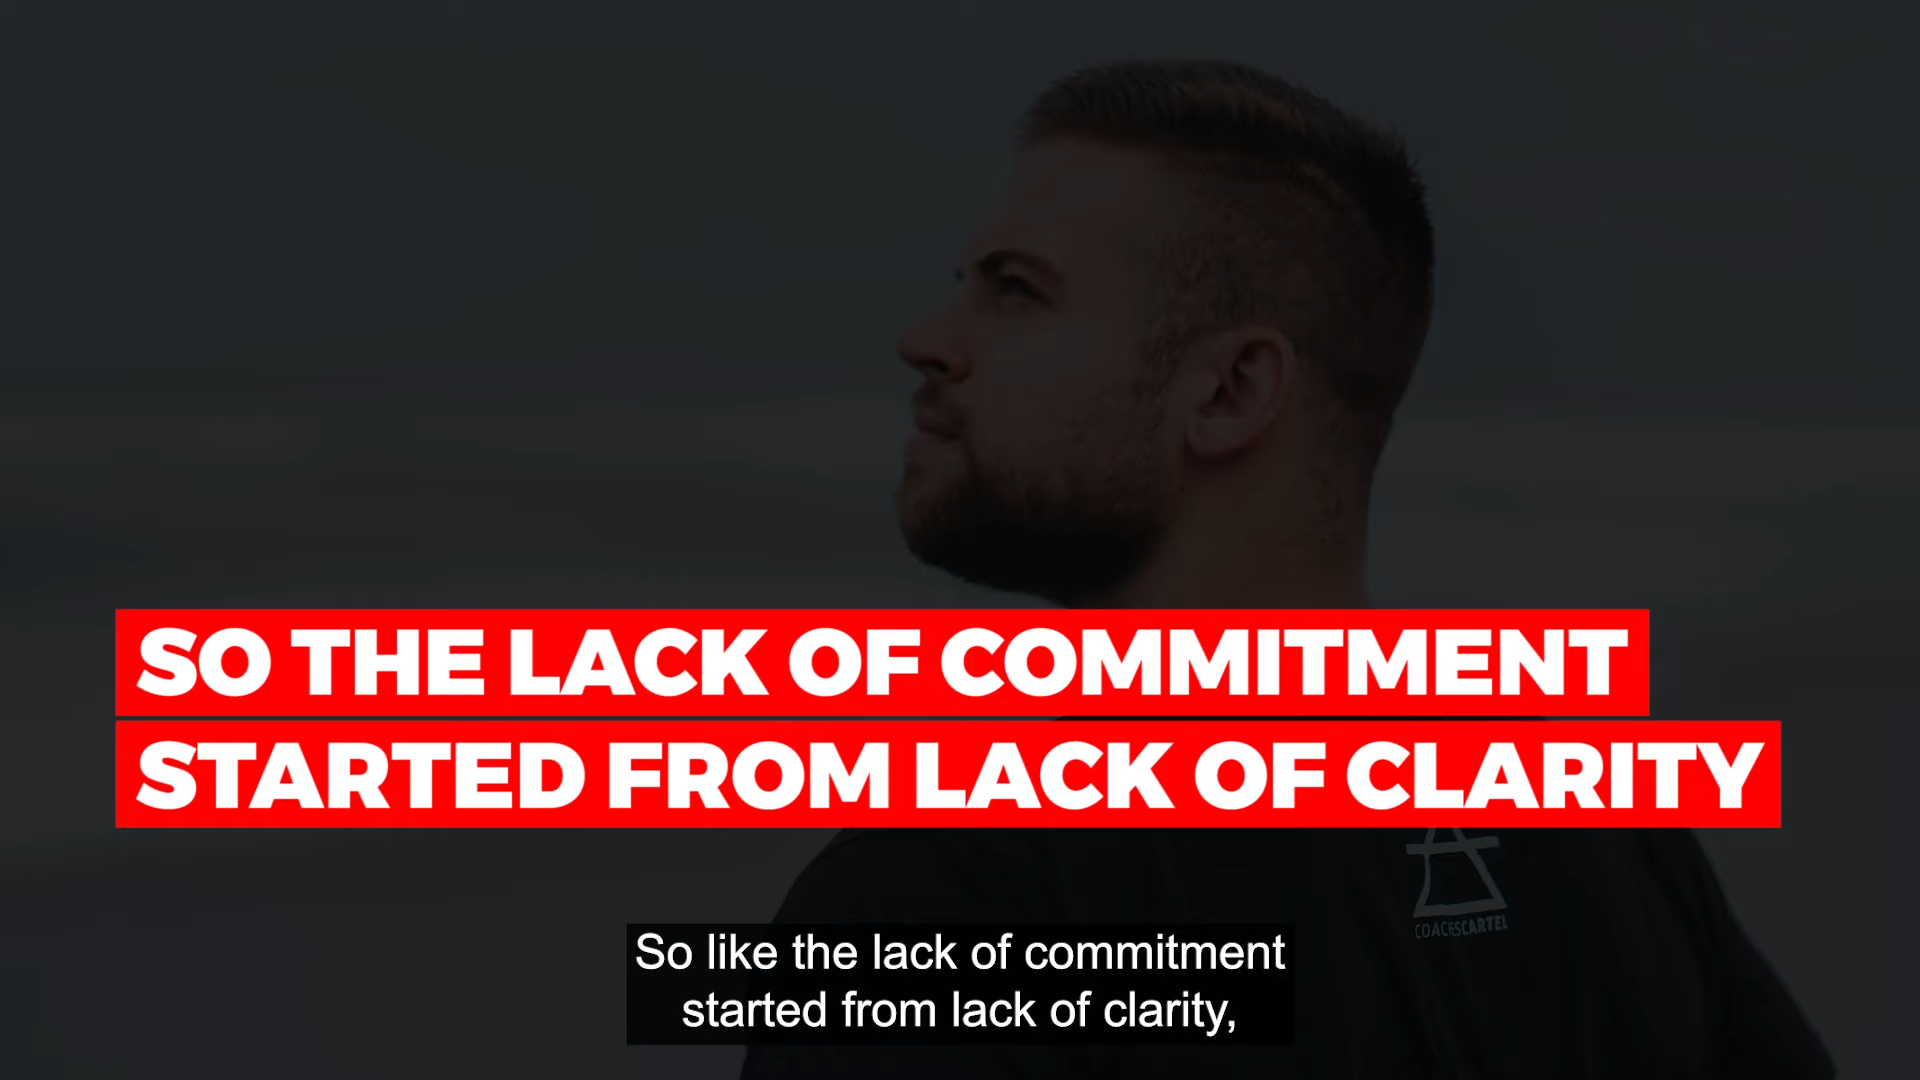 SO THE LACK OF COMMITMENT
STARTED FROM LACK OF CLARITY
COACHESCARTEL
So like the lack of commitment
started from lack of clarity,